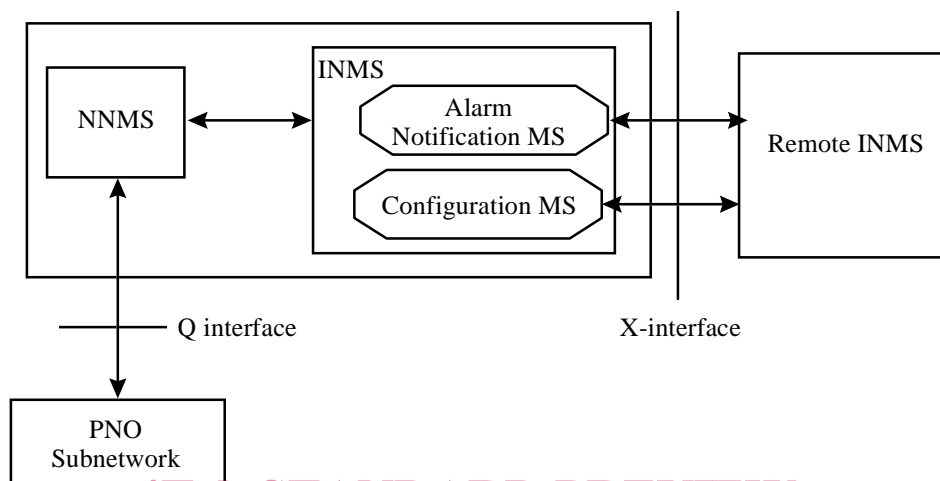 INMS
Alarm
Notification MS
NNMS
Remote INMS
Configuration MS
Q interface
X-interface
PNO
Subnetwork